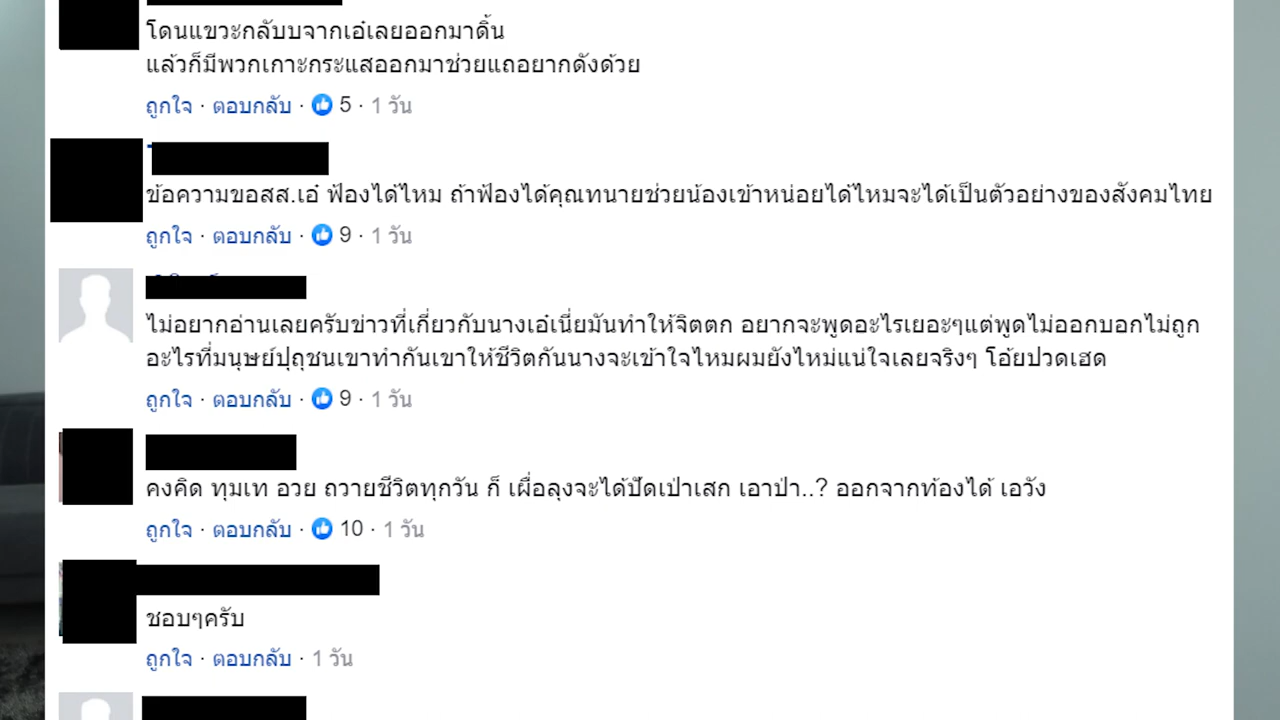 โดนแขวะกลับบจากเอ๋เลยออกมาดิ้น
แล้วก็มีพวกเกาะกระแสออกมาช่วยแถอยากดังด้วย
ถูกใจ · ตอบกลับ · 5 · 1 วัน
ข้อความขอสส.เอ๋ ฟ้องได้ไหม ถ้าฟ้องได้คุณทนายช่วยน้องเข้าหน่อยได้ไหมจะได้เป็นตัวอย่างของสังคมไทย
ถูกใจ · ตอบกลับ · 9 · 1 วัน
ไม่อยากอ่านเลยครับข่าวที่เกี่ยวกับนางเอ๋เนี่ยมันทำให้จิตตก อยากจะพูดอะไรเยอะๆแต่พูดไม่ออกบอกไม่ถูก
อะไรที่มนุษย์ปุถุชนเขาทำกันเขาให้ชีวิตกันนางจะเข้าใจไหมผมยังไหม่แน่ใจเลยจริงๆ โอ้ยปวดเฮด
ถูกใจ · ตอบกลับ · 9 · 1 วัน
คงคิด ทุมเท อวย ถวายชีวิตทุกวัน ก็ เผื่อลุงจะได้ปัดเป่าเสก เอาป่า..? ออกจากท้องได้ เอวัง
ถูกใจ · ตอบกลับ · 10 · 1 วัน
ชอบๆครับ
ถูกใจ · ตอบกลับ · 1 วัน